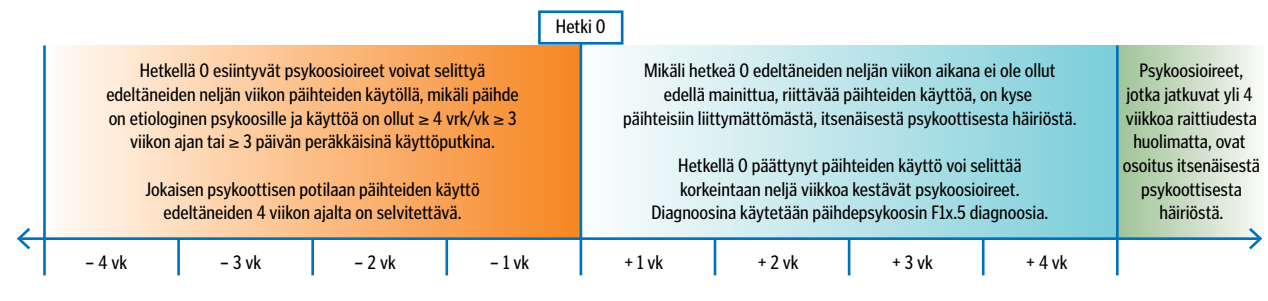 Hetki 0
Hetkellä 0 esiintyvät psykoosioireet voivat selittyä
edeltäneiden neljän viikon päihteiden käytöllä, mikäli päihde
on etiologinen psykoosille ja käyttöä on ollut ≥ 4 vrk/vk ≥ 3
viikon ajan tai ≥ 3 päivän peräkkäisinä käyttöputkina.
Jokaisen psykoottisen potilaan päihteiden käyttö
edeltäneiden 4 viikon ajalta on selvitettävä.
Mikäli hetkeä 0 edeltäneiden neljän viikon aikana ei ole ollut
edellä mainittua, riittävää päihteiden käyttöä, on kyse
päihteisiin liittymättömästä, itsenäisestä psykoottisesta häiriöstä.
Hetkellä 0 päättynyt päihteiden käyttö voi selittää
korkeintaan neljä viikkoa kestävät psykoosioireet.
Diagnoosina käytetään päihdepsykoosin F1x.5 diagnoosia.
Psykoosioireet,
jotka jatkuvat yli 4
viikkoa raittiudesta
huolimatta, ovat
osoitus itsenäisestä
psykoottisesta
häiriöstä.
– 4 vk
– 3 vk
– 2 vk
– 1 vk
+ 1 vk
+ 2 vk
+ 3 vk
+ 4 vk